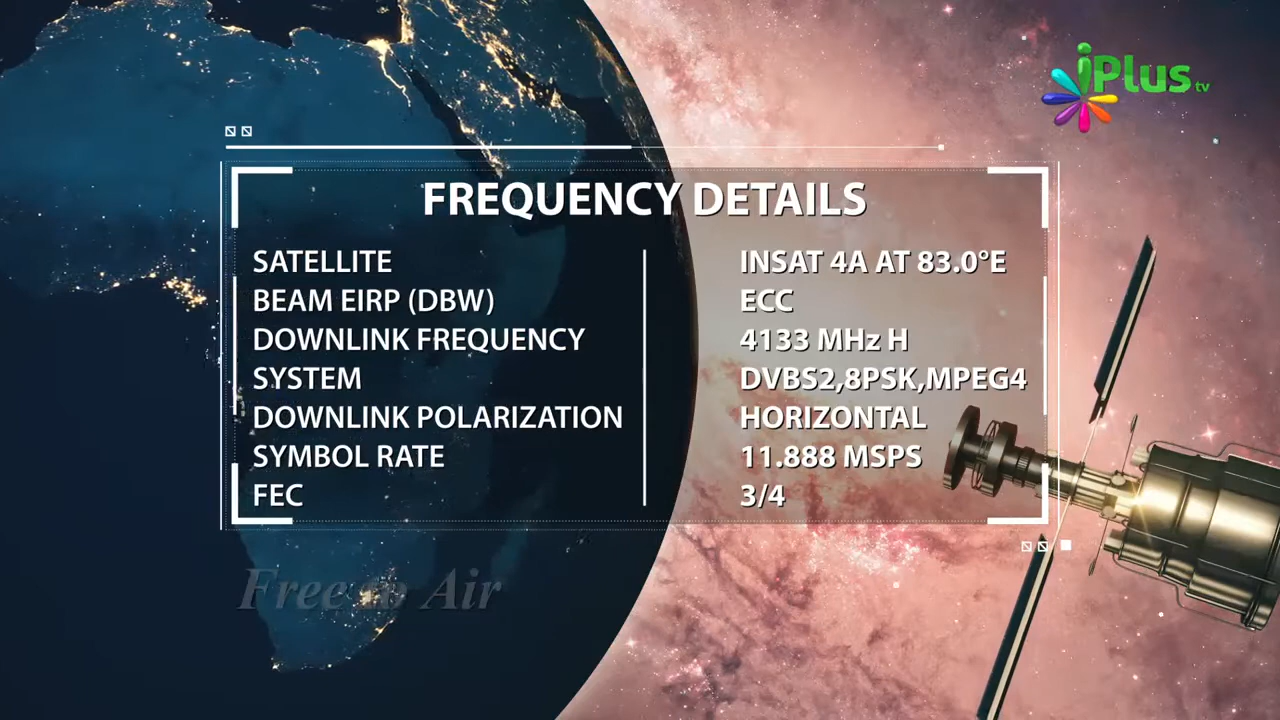 iPlus tv
FREQUENCY DETAILS
SATELLITE INSAT 4A AT 83.0°E
BEAM EIRP (DBW) ECC
DOWNLINK FREQUENCY 4133 MHz H
SYSTEM DVBS2,8PSK,MPEG4
DOWNLINK POLARIZATION HORIZONTAL
SYMBOL RATE 11.888 MSPS
FEC 3/4
Free to Air